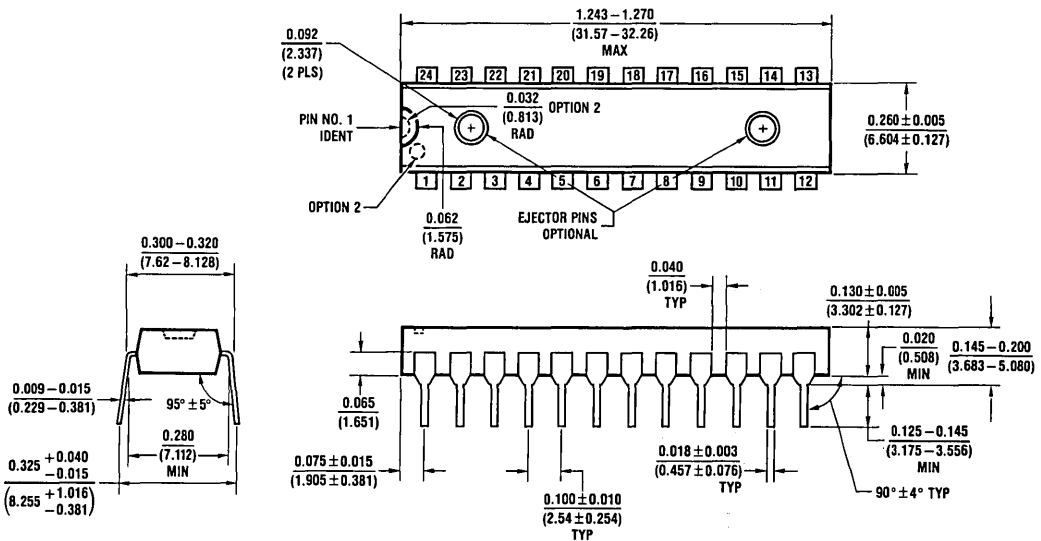 1.243 – 1.270
(31.57 – 32.26)
MAX
0.092
(2.337)
(2 PLS)
24 23 22 21 20 19 18 17 16 15 14 13
0.032
(0.813)
RAD
OPTION 2
PIN NO. 1
IDENT
0.260 ± 0.005
(6.604 ± 0.127)
1 2 3 4 5 6 7 8 9 10 11 12
OPTION 2
0.062
(1.575)
RAD
EJECTOR PINS
OPTIONAL
0.300 – 0.320
(7.62 – 8.128)
0.009 – 0.015
(0.229 – 0.381)
95° ± 5°
0.280
(7.112)
MIN
0.325 +0.040
-0.015
(8.255 +1.016
-0.381)
0.040
(1.016)
TYP
0.130 ± 0.005
(3.302 ± 0.127)
0.020
(0.508)
MIN
0.145 – 0.200
(3.683 – 5.080)
0.065
(1.651)
0.075 ± 0.015
(1.905 ± 0.381)
0.100 ± 0.010
(2.54 ± 0.254)
TYP
0.018 ± 0.003
(0.457 ± 0.076)
TYP
0.125 – 0.145
(3.175 – 3.556)
MIN
90° ± 4° TYP